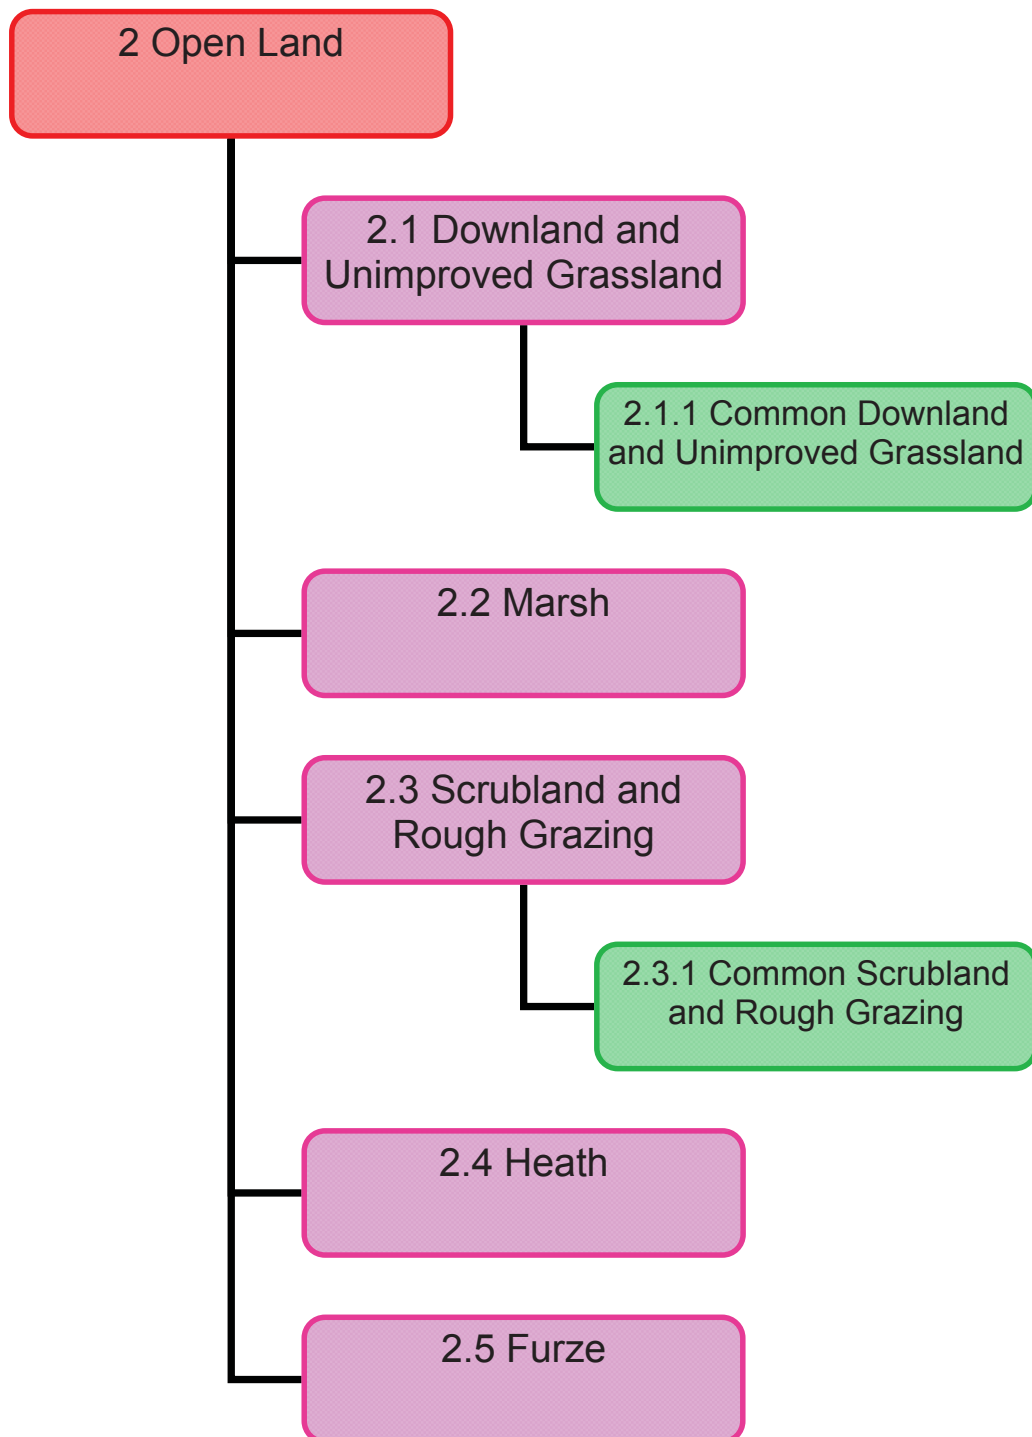 2 Open Land
2.1 Downland and
Unimproved Grassland
2.1.1 Common Downland
and Unimproved Grassland
2.2 Marsh
2.3 Scrubland and
Rough Grazing
2.3.1 Common Scrubland
and Rough Grazing
2.4 Heath
2.5 Furze